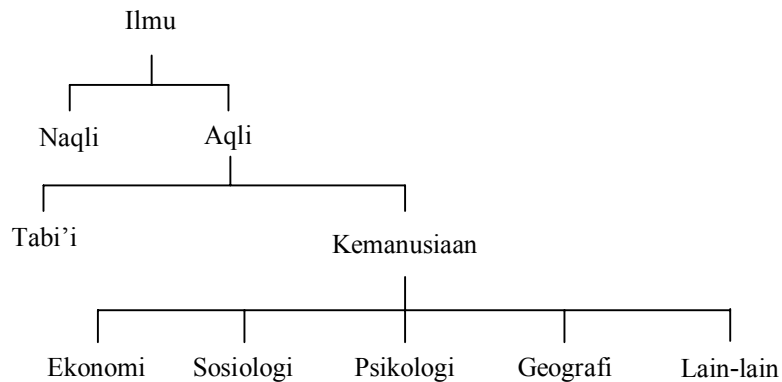 Ilmu
Naqli Aqli
Tabi’i Kemanusiaan
Ekonomi Sosiologi Psikologi Geografi Lain-lain